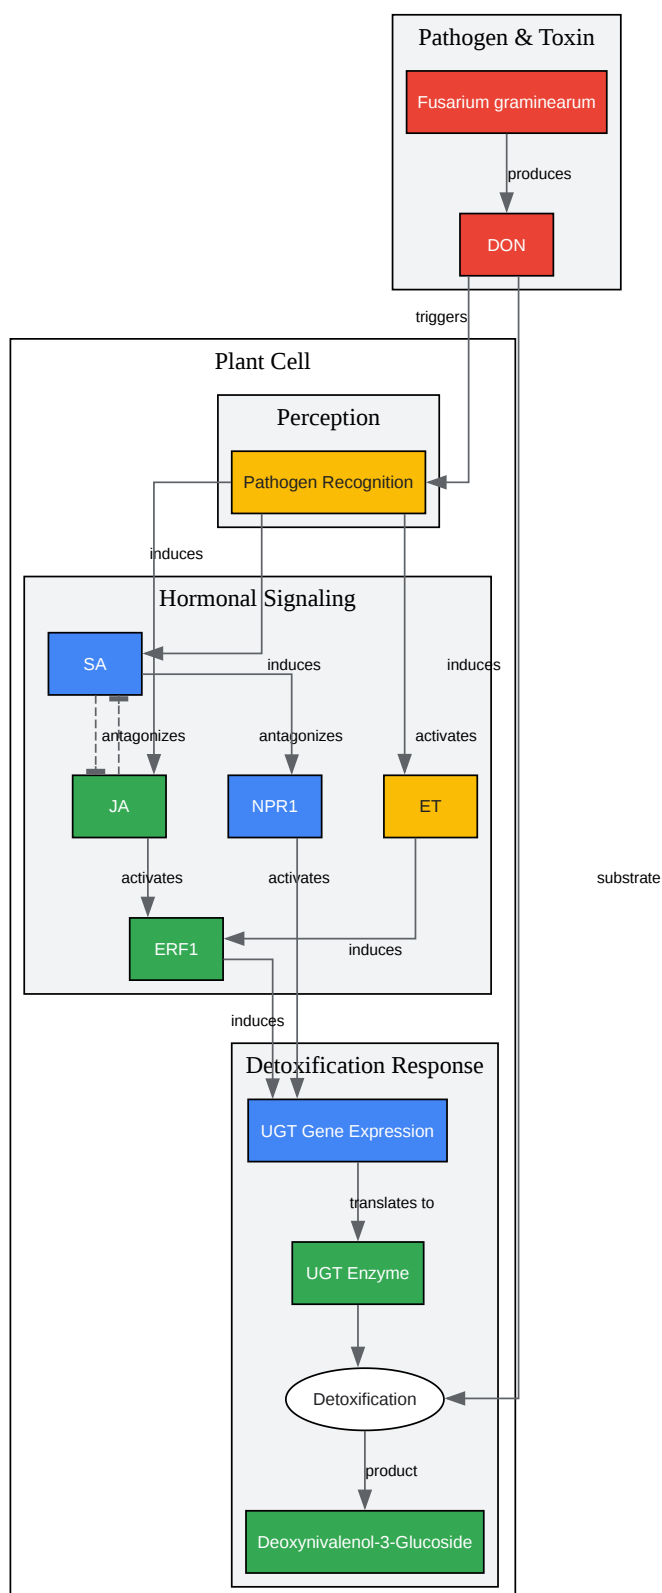 Pathogen & Toxin
Fusarium graminearum
produces
DON
triggers
Plant Cell
Perception
Pathogen Recognition
induces
Hormonal Signaling
SA
induces
induces
antagonizes
antagonizes
activates
JA
NPR1
ET
activates
activates
substrate
ERF1
induces
induces
Detoxification Response
UGT Gene Expression
translates to
UGT Enzyme
Detoxification
product
Deoxynivalenol-3-Glucoside